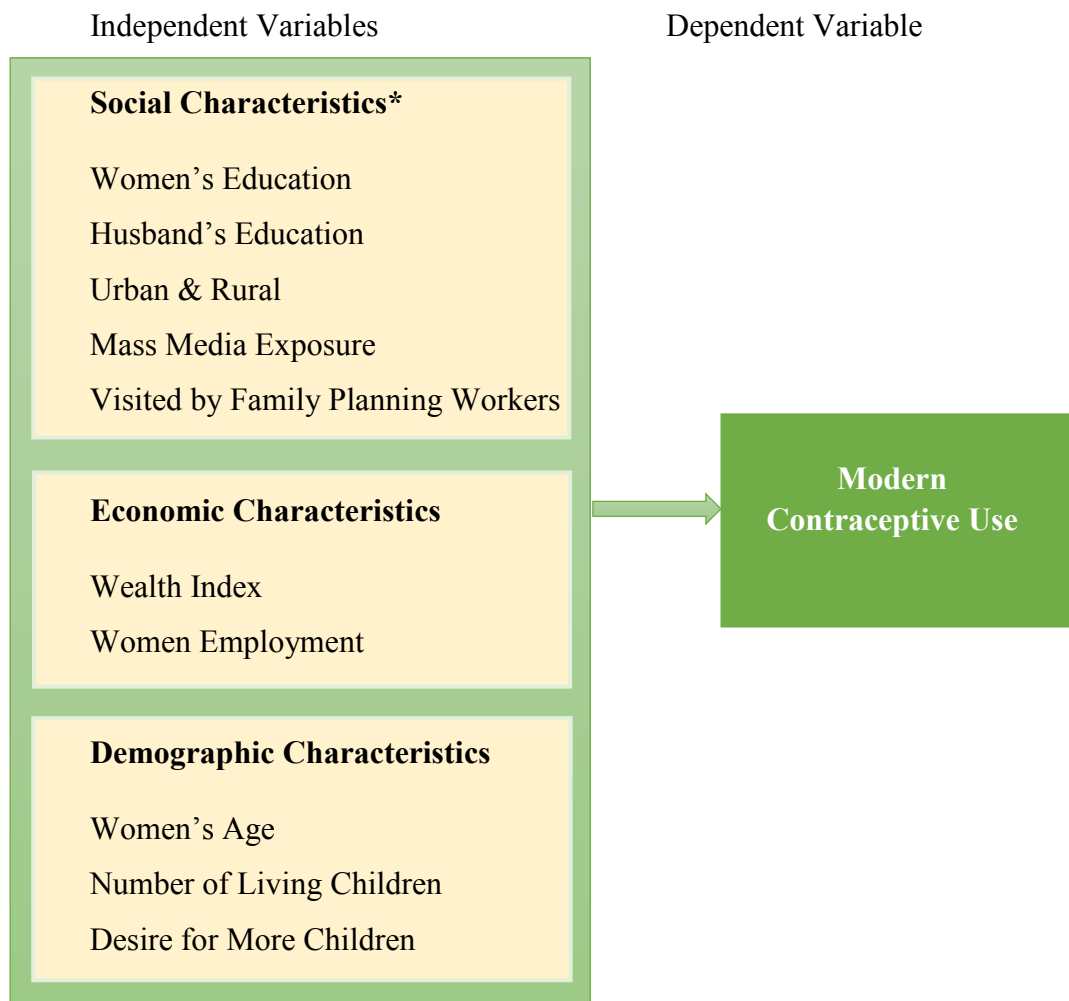 Independent Variables
Dependent Variable
Social Characteristics*
Women’s Education
Husband’s Education
Urban & Rural
Mass Media Exposure
Visited by Family Planning Workers
Economic Characteristics
Wealth Index
Women Employment
Demographic Characteristics
Women’s Age
Number of Living Children
Desire for More Children
Modern
Contraceptive Use